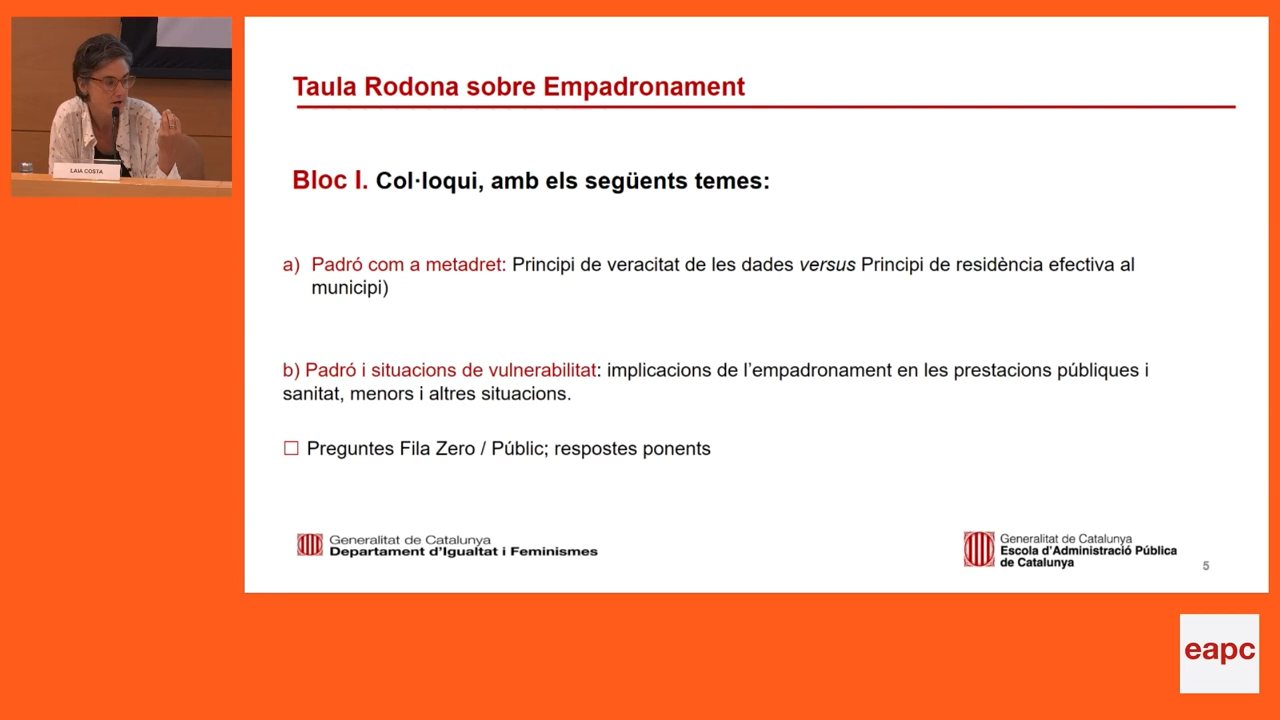 LAIA COSTA
Taula Rodona sobre Empadronament
Bloc I. Col·loqui, amb els següents temes:
a) Padró com a metadret: Principi de veracitat de les dades versus Principi de residència efectiva al
municipi)
b) Padró i situacions de vulnerabilitat: implicacions de l’empadronament en les prestacions públiques i
sanitat, menors i altres situacions.
☐ Preguntes Fila Zero / Públic; respostes ponents
Generalitat de Catalunya
Departament d’Igualtat i Feminismes
Generalitat de Catalunya
Escola d’Administració Pública
de Catalunya
5
eapc